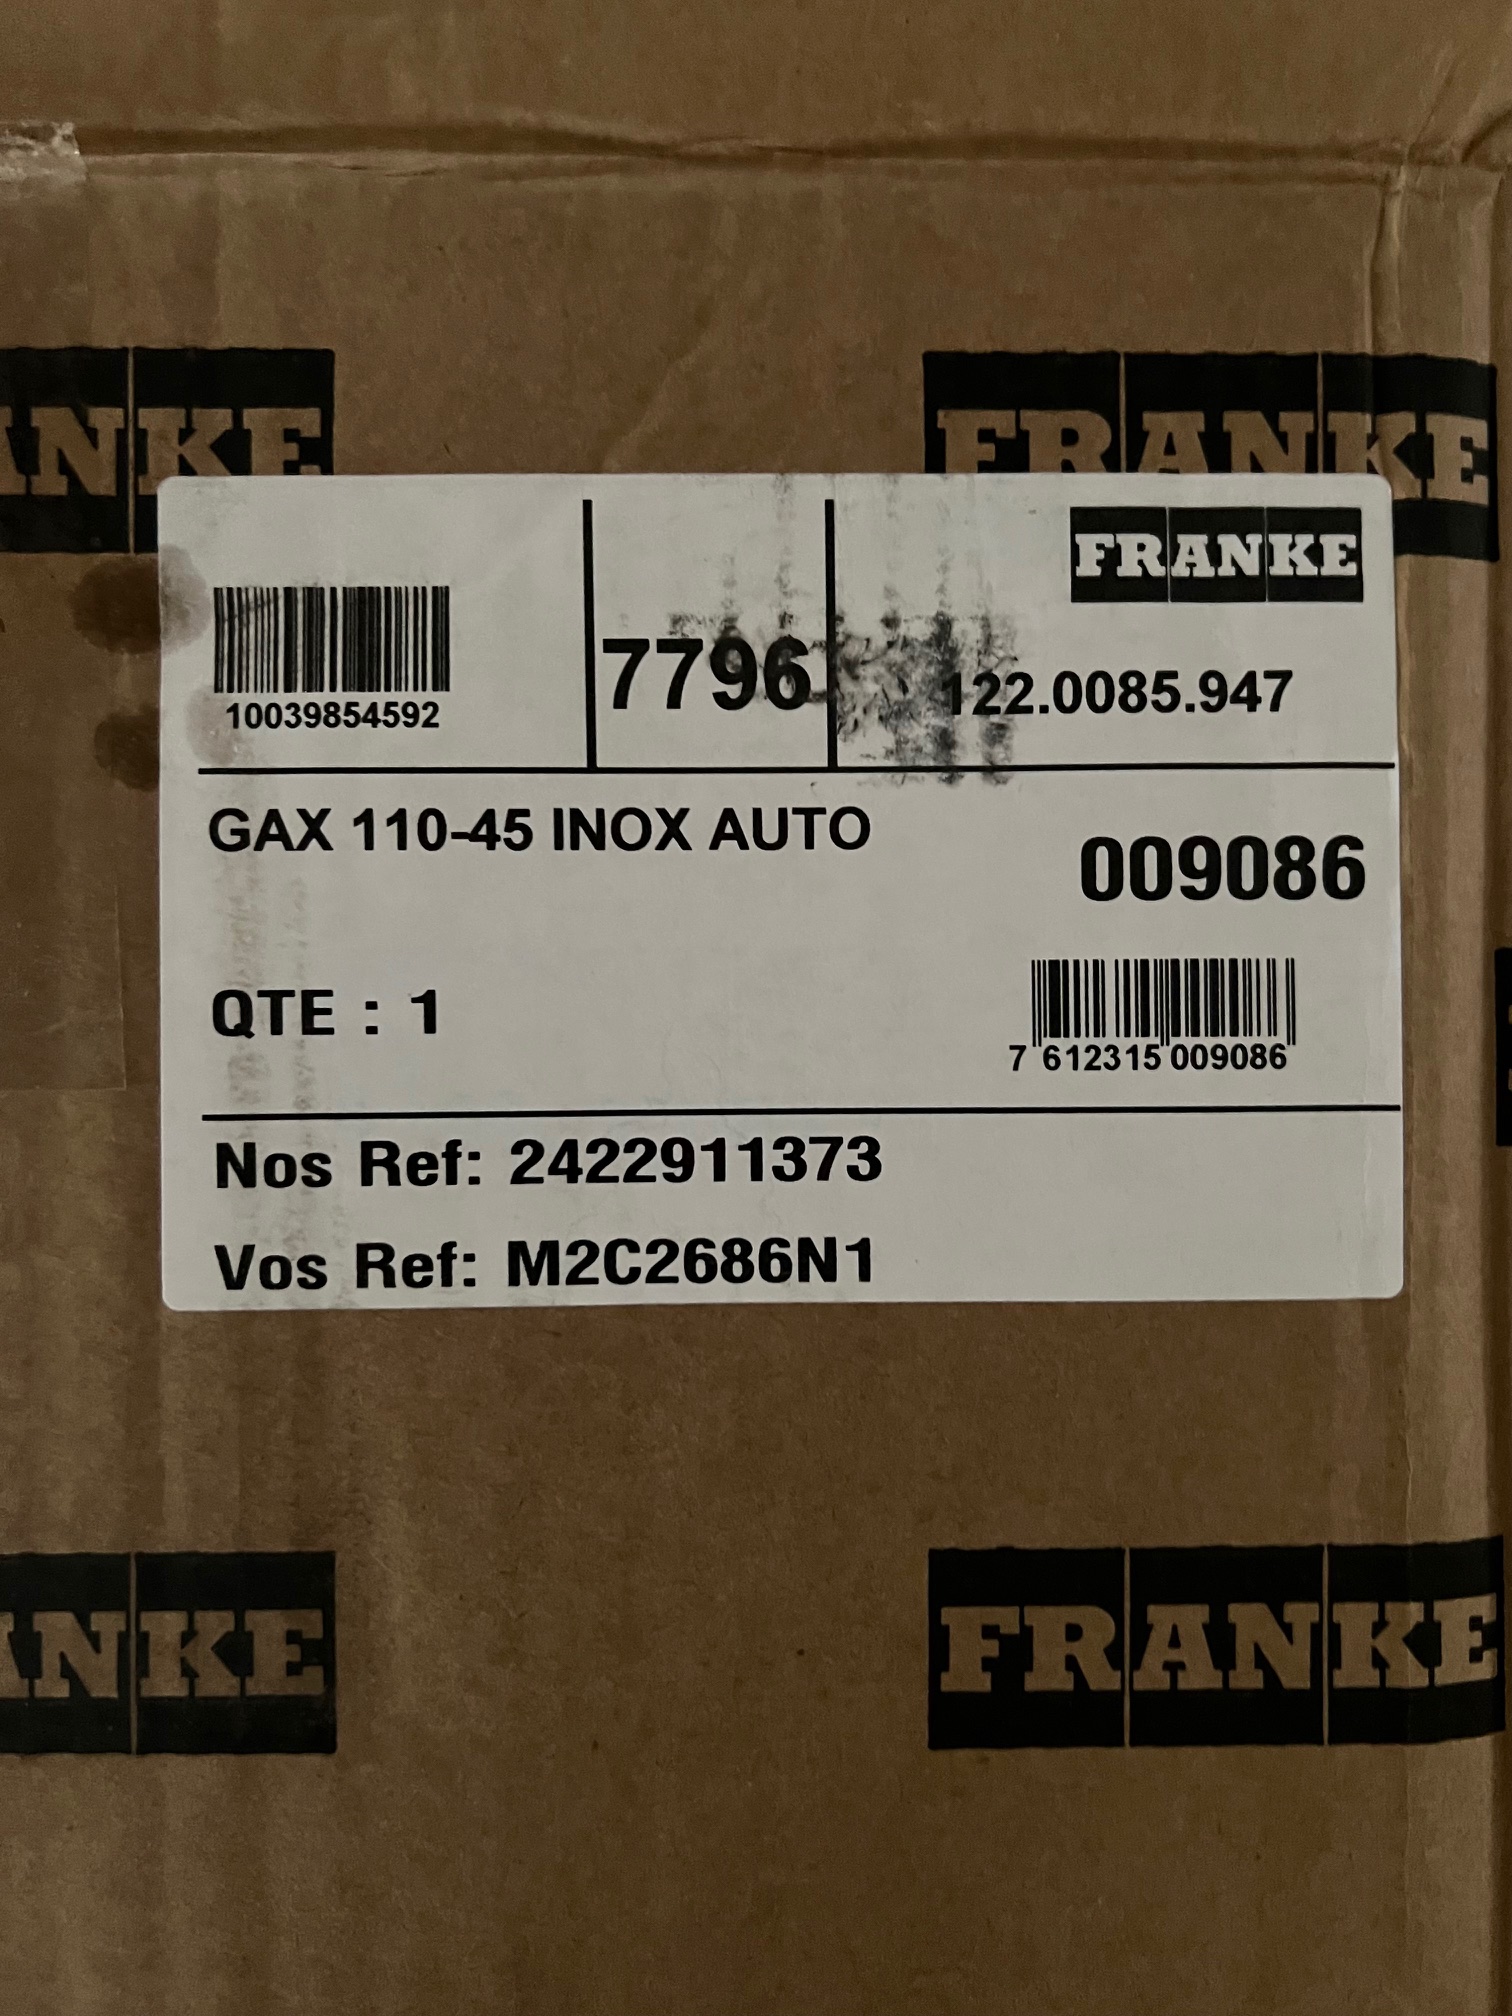 FRANKE
FRANKE
7796
122.0085.947
10039854592
GAX 110-45 INOX AUTO
009086
QTE : 1
7 612315 009086
Nos Ref: 2422911373
Vos Ref: M2C2686N1
FRANKE